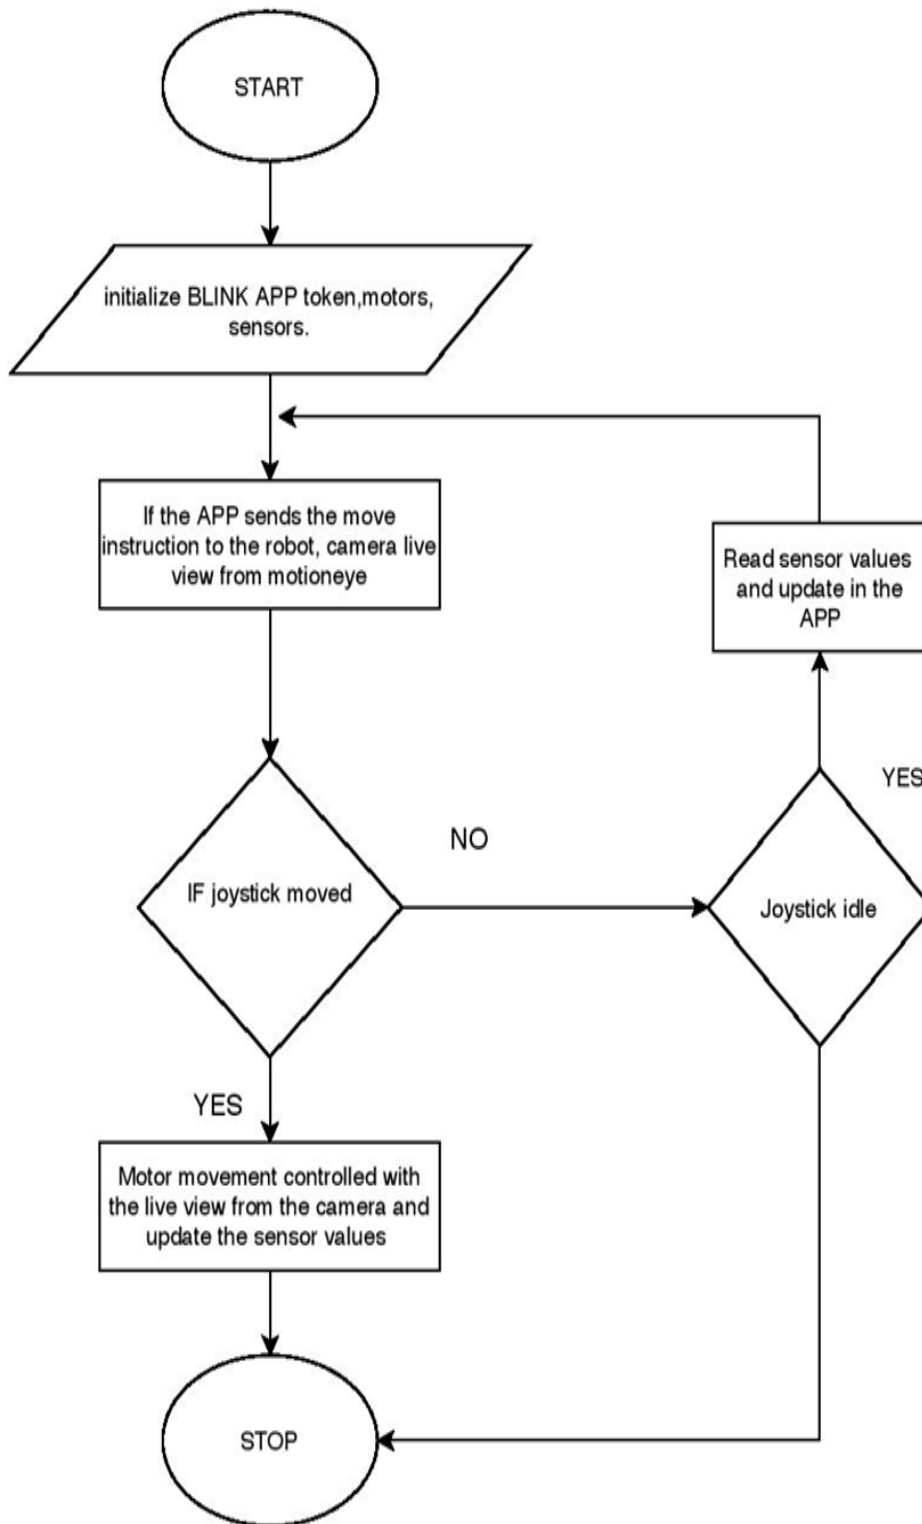 START
initialize BLINK APP token,motors,
sensors.
If the APP sends the move
instruction to the robot, camera live
view from motioneye
Read sensor values
and update in the
APP
YES
NO
IF joystick moved
Joystick idle
YES
Motor movement controlled with
the live view from the camera and
update the sensor values
STOP